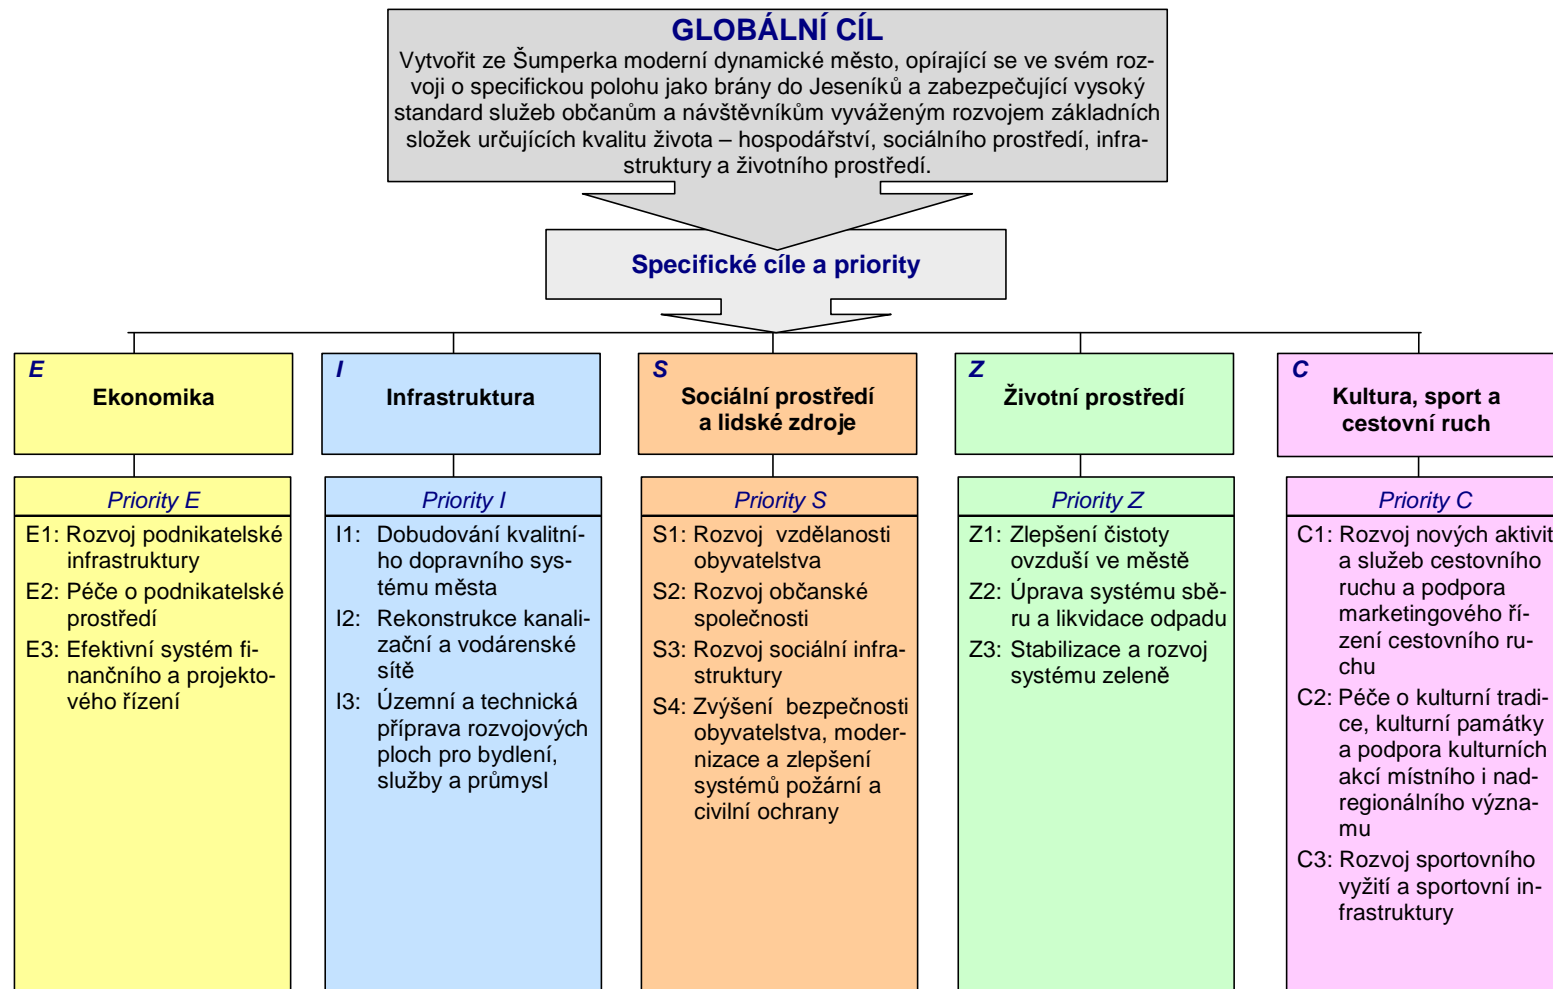 GLOBÁLNÍ CÍL
Vytvořit ze Šumperka moderní dynamické město, opírající se ve svém roz-
voji o specifickou polohu jako brány do Jeseníků a zabezpečující vysoký
standard služeb občanům a návštěvníkům vyváženým rozvojem základních
složek určujících kvalitu života – hospodářství, sociálního prostředí, infra-
struktury a životního prostředí.
Specifické cíle a priority
E
Ekonomika
Priority E
E1: Rozvoj podnikatelské
infrastruktury
E2: Péče o podnikatelské
prostředí
E3: Efektivní systém fi-
nančního a projekto-
vého řízení
I
Infrastruktura
Priority I
I1: Dobudování kvalitní-
ho dopravního sys-
tému města
I2: Rekonstrukce kanali-
zační a vodárenské
sítě
I3: Územní a technická
příprava rozvojových
ploch pro bydlení,
služby a průmysl
S
Sociální prostředí
a lidské zdroje
Priority S
S1: Rozvoj vzdělanosti
obyvatelstva
S2: Rozvoj občanské
společnosti
S3: Rozvoj sociální infra-
struktury
S4: Zvýšení bezpečnosti
obyvatelstva, moder-
nizace a zlepšení
systémů požární a
civilní ochrany
Z
Životní prostředí
Priority Z
Z1: Zlepšení čistoty
ovzduší ve městě
Z2: Úprava systému sbě-
ru a likvidace odpadu
Z3: Stabilizace a rozvoj
systému zeleně
C
Kultura, sport a
cestovní ruch
Priority C
C1: Rozvoj nových aktivit
a služeb cestovního
ruchu a podpora
marketingového ří-
zení cestovního ru-
chu
C2: Péče o kulturní tradi-
ce, kulturní památky
a podpora kulturních
akcí místního i nad-
regionálního význa-
mu
C3: Rozvoj sportovního
vyžití a sportovní in-
frastruktury